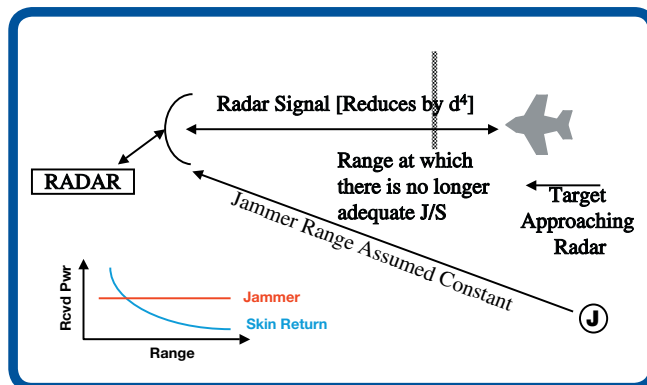 Radar Signal [Reduces by d⁴]
RADAR
Range at which
there is no longer
adequate J/S
Target
Approaching
Radar
Jammer Range Assumed Constant
J
Rcvd Pwr
Jammer
Skin Return
Range